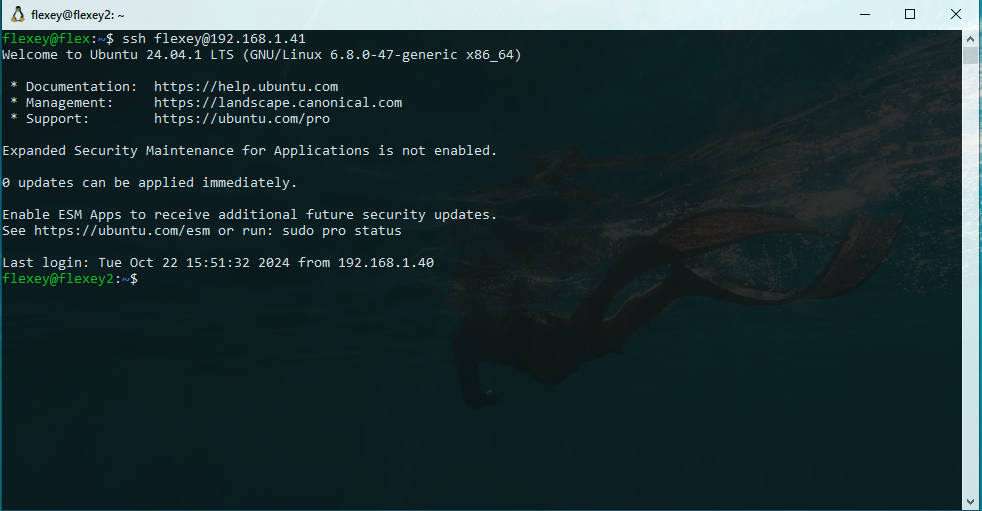 flexey@flexey2: ~
flexey@flex:~$ ssh flexey@192.168.1.41
Welcome to Ubuntu 24.04.1 LTS (GNU/Linux 6.8.0-47-generic x86_64)
* Documentation:  https://help.ubuntu.com
* Management:     https://landscape.canonical.com
* Support:        https://ubuntu.com/pro
Expanded Security Maintenance for Applications is not enabled.
0 updates can be applied immediately.
Enable ESM Apps to receive additional future security updates.
See https://ubuntu.com/esm or run: sudo pro status
Last login: Tue Oct 22 15:51:32 2024 from 192.168.1.40
flexey@flexey2:~$